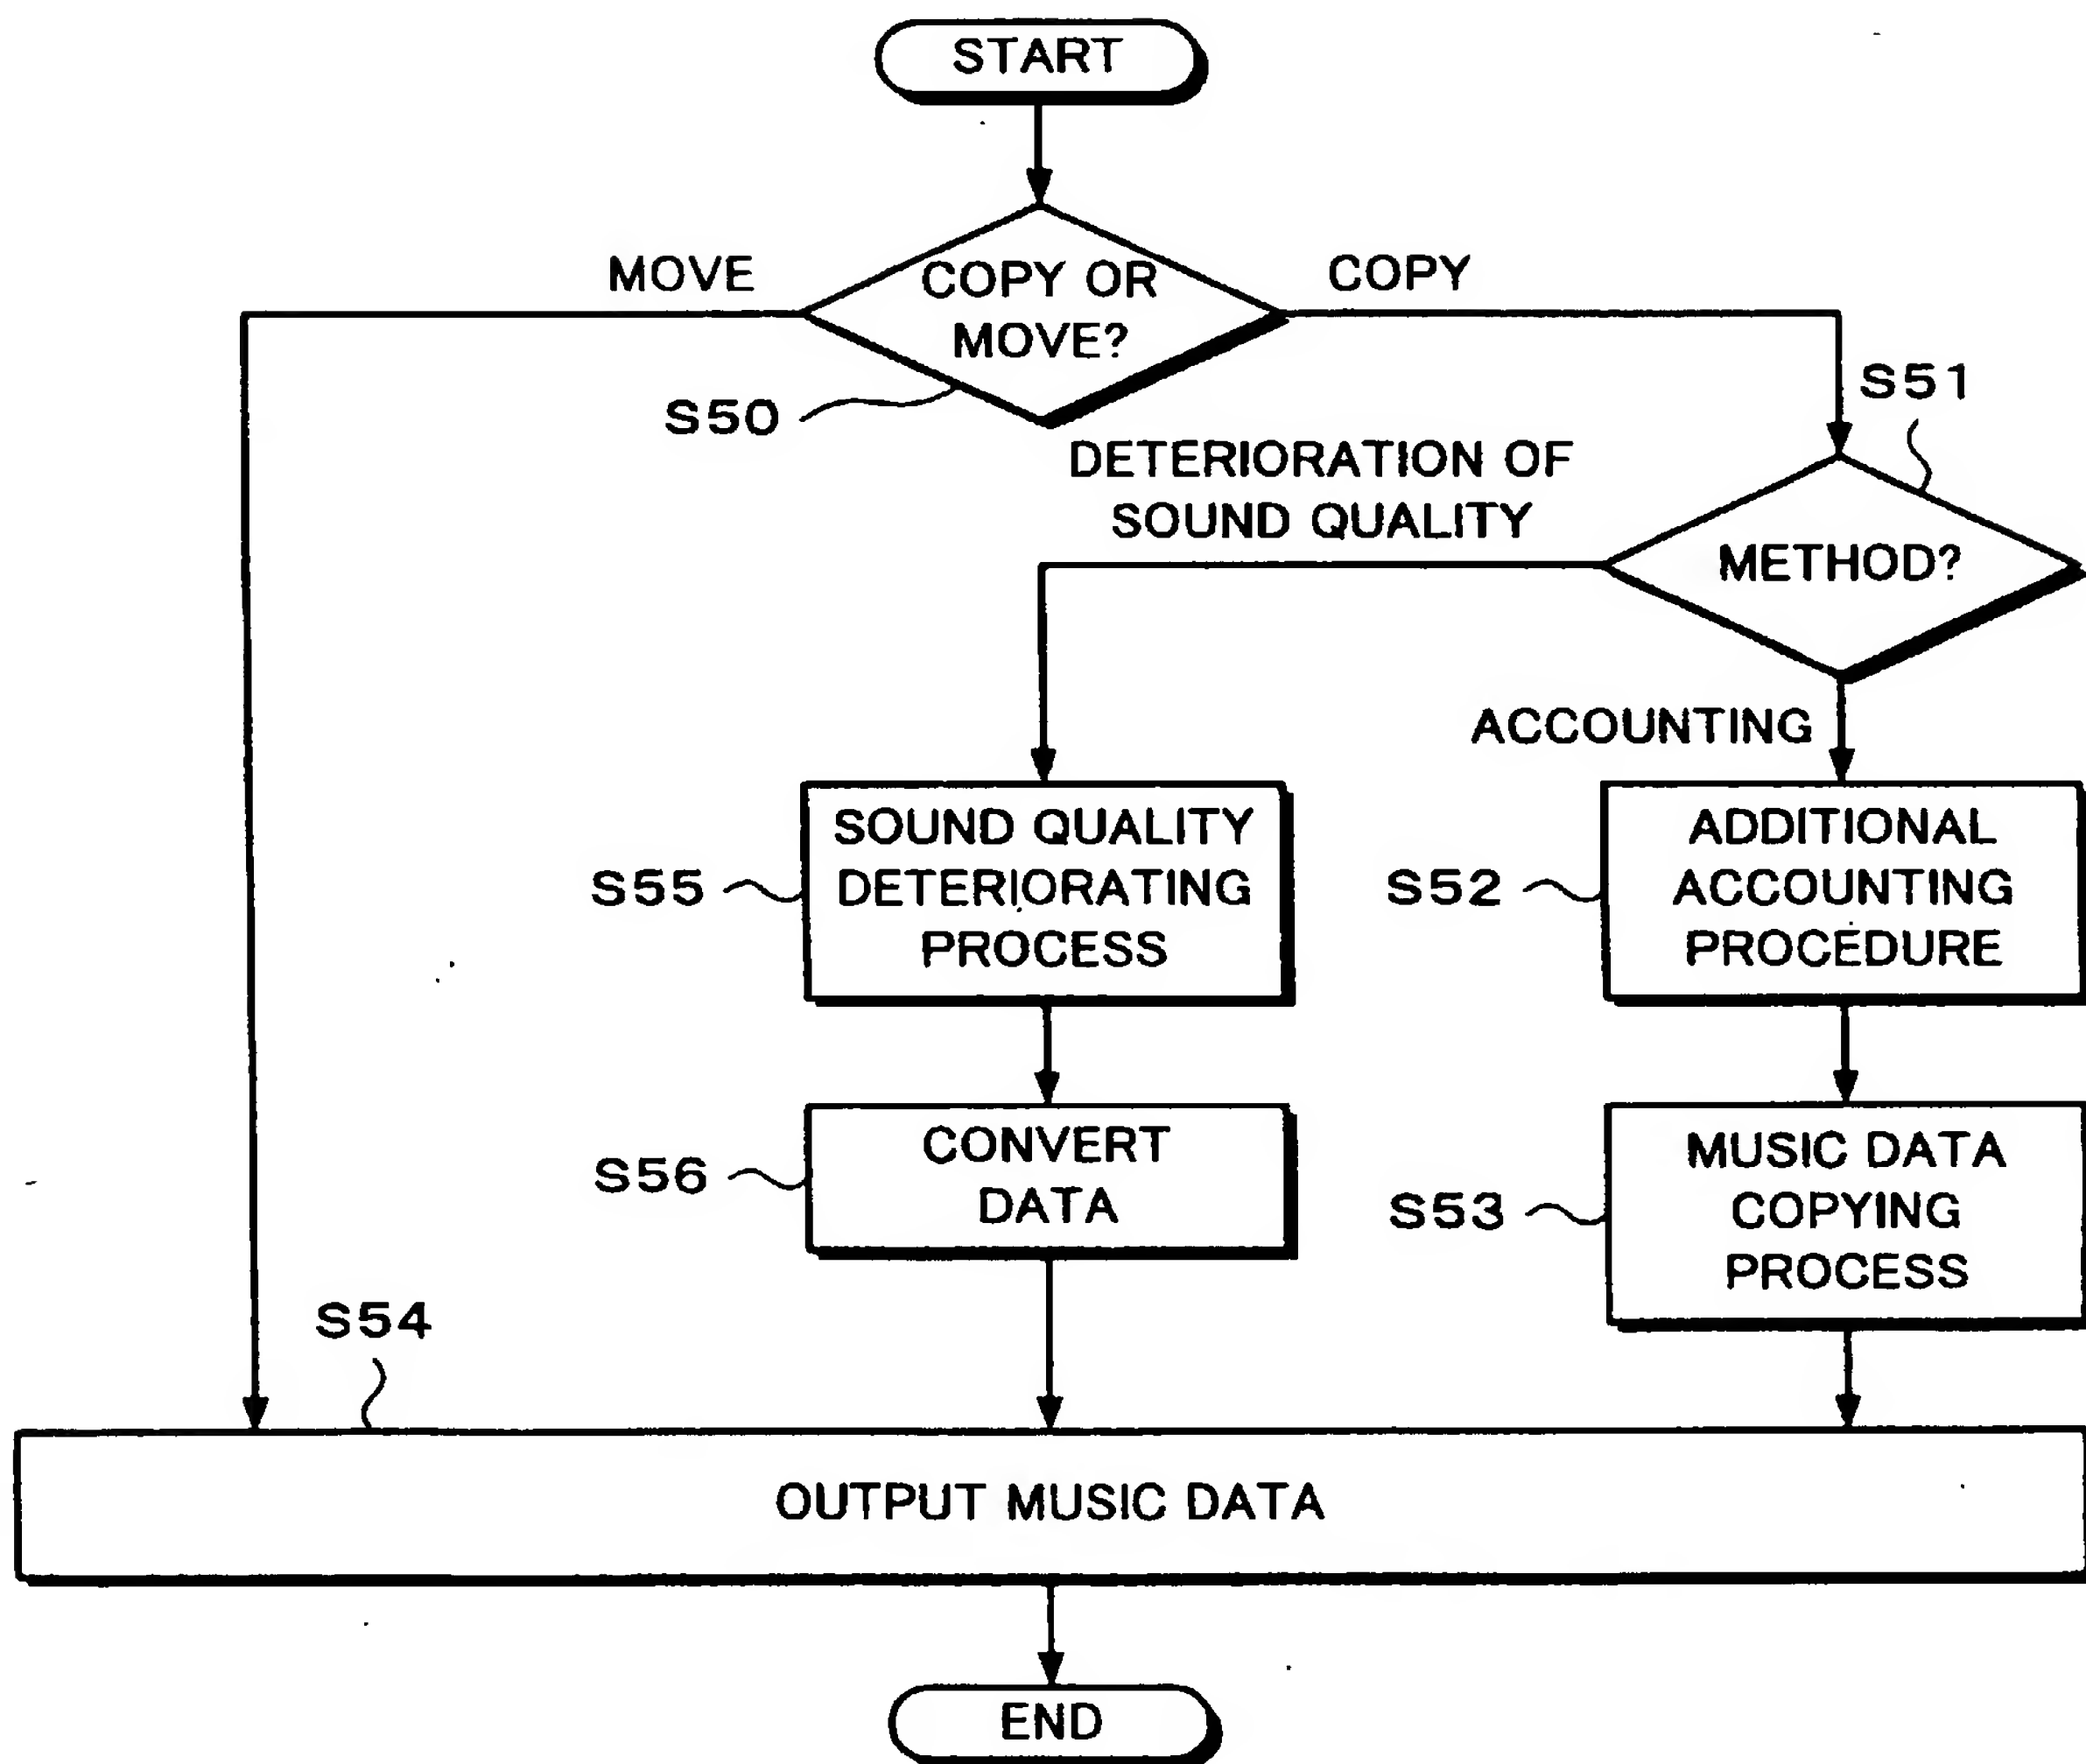 START
MOVE
COPY OR
MOVE?
COPY
S50
S51
DETERIORATION OF
SOUND QUALITY
METHOD?
ACCOUNTING
S55
SOUND QUALITY
DETERIORATING
PROCESS
S52
ADDITIONAL
ACCOUNTING
PROCEDURE
S56
CONVERT
DATA
S53
MUSIC DATA
COPYING
PROCESS
S54
OUTPUT MUSIC DATA
END